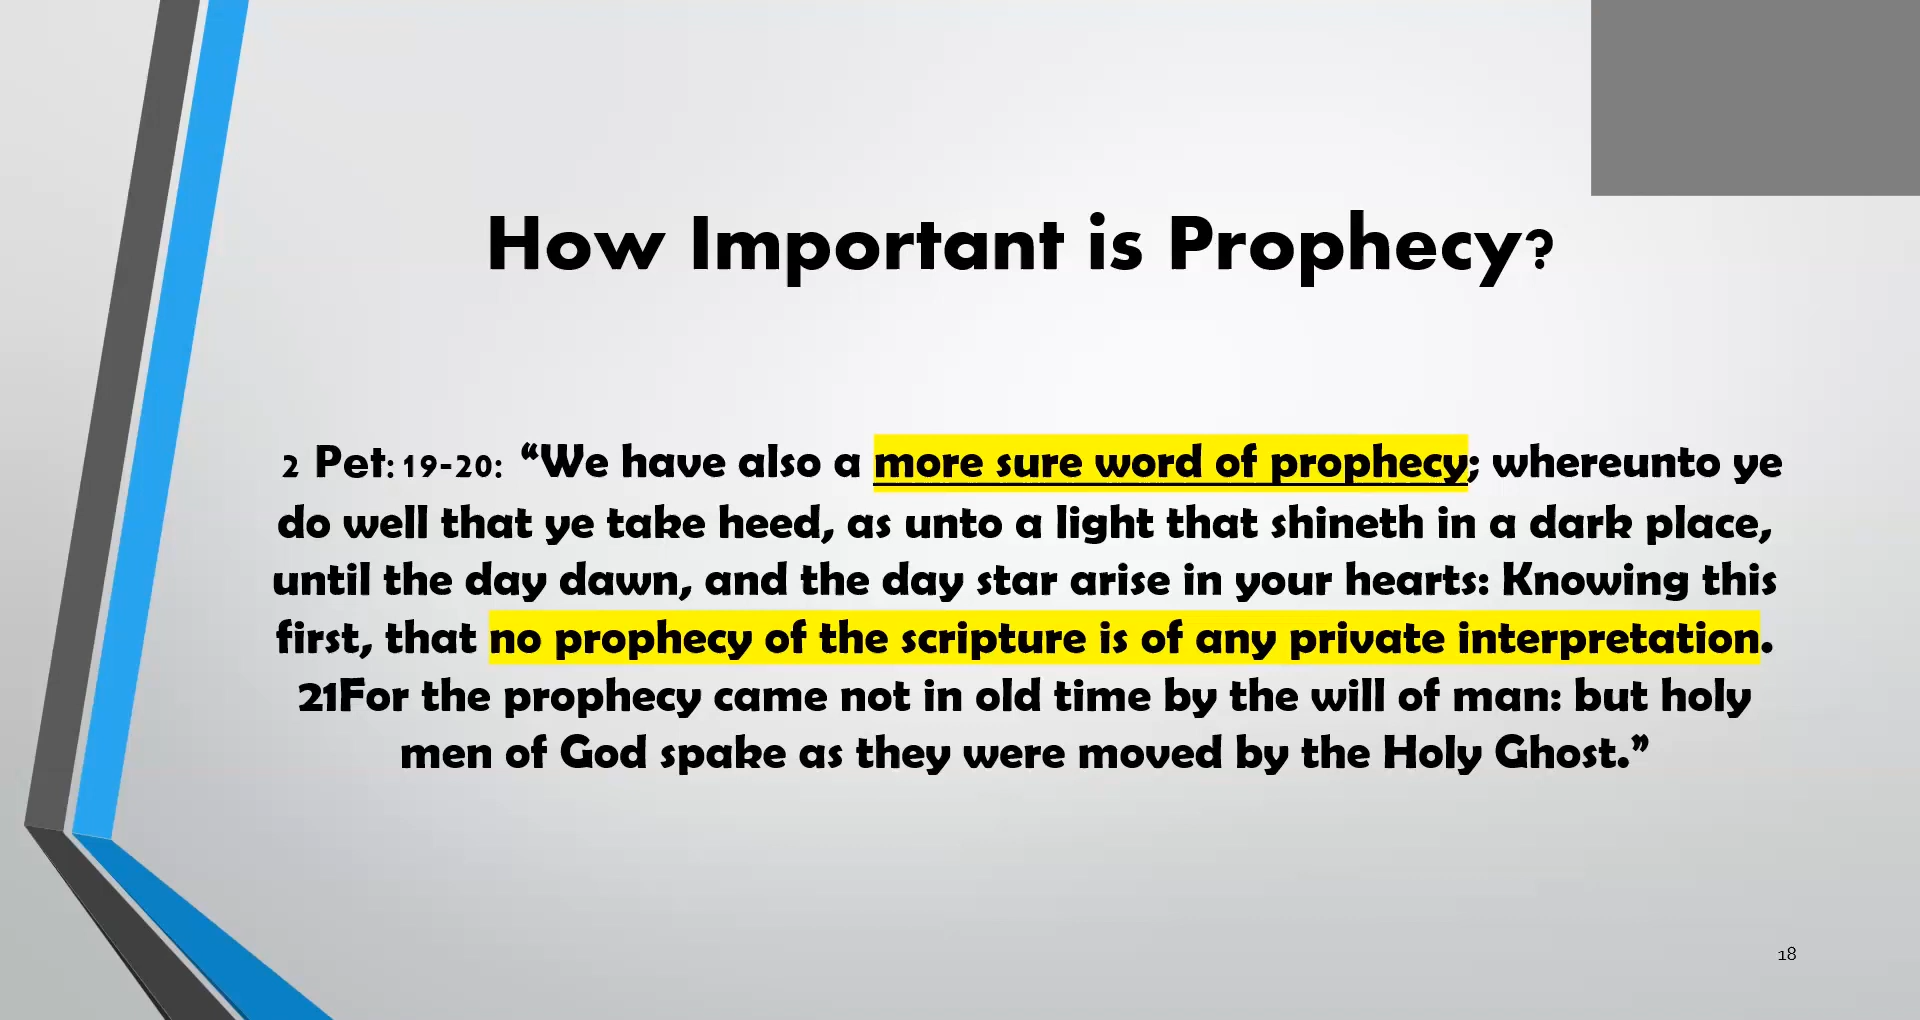 How Important is Prophecy?
2 Pet: 19-20: “We have also a more sure word of prophecy; whereunto ye
do well that ye take heed, as unto a light that shineth in a dark place,
until the day dawn, and the day star arise in your hearts: Knowing this
first, that no prophecy of the scripture is of any private interpretation.
21For the prophecy came not in old time by the will of man: but holy
men of God spake as they were moved by the Holy Ghost.”
18